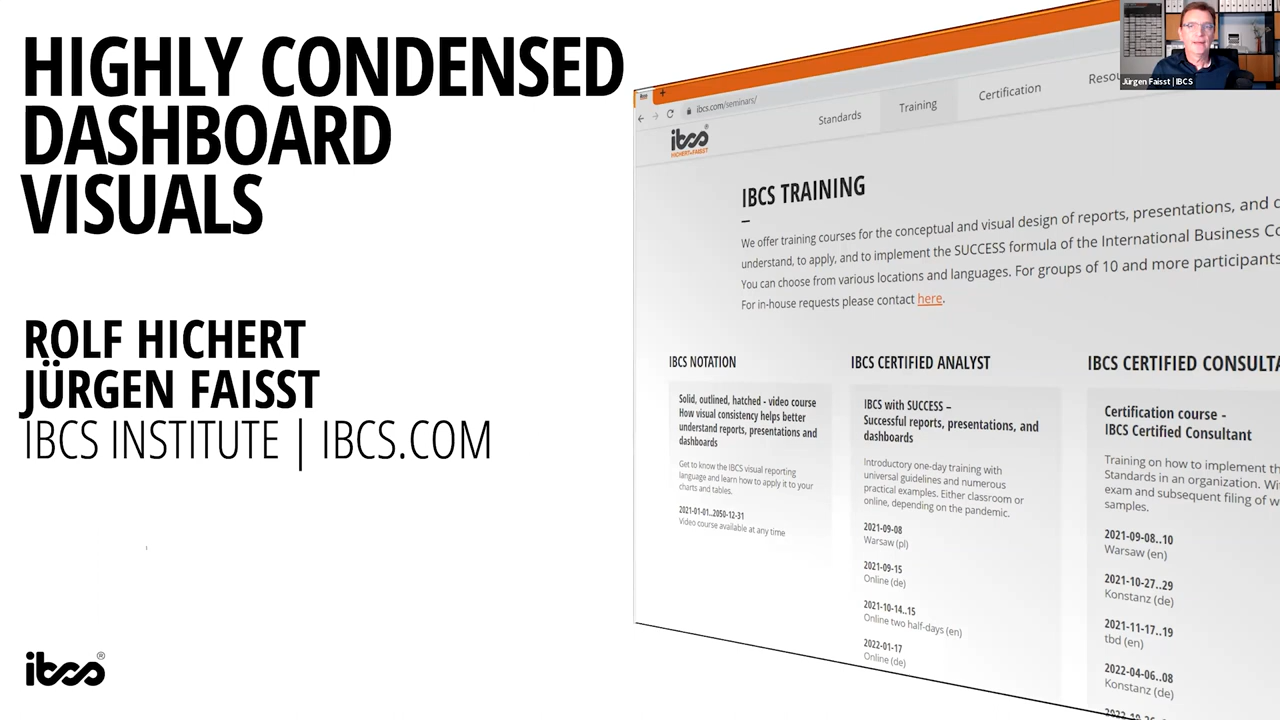 HIGHLY CONDENSED
DASHBOARD
VISUALS
ROLF HICHERT
JÜRGEN FAISST
IBCS INSTITUTE | IBCS.COM
ibcs®
Jürgen Faisst | IBCS
ibcs.com/seminars/
ibcs®
HICHERT+FAISST
Standards
Training
Certification
Resou
IBCS TRAINING
We offer training courses for the conceptual and visual design of reports, presentations, and d
understand, to apply, and to implement the SUCCESS formula of the International Business Co
You can choose from various locations and languages. For groups of 10 and more participants
For in-house requests please contact here.
IBCS NOTATION
Solid, outlined, hatched - video course
How visual consistency helps better
understand reports, presentations and
dashboards
Get to know the IBCS visual reporting
language and learn how to apply it to your
charts and tables.
2021-01-01..2050-12-31
Video course available at any time
IBCS CERTIFIED ANALYST
IBCS with SUCCESS –
Successful reports, presentations, and
dashboards
Introductory one-day training with
universal guidelines and numerous
practical examples. Either classroom or
online, depending on the pandemic.
2021-09-08
Warsaw (pl)
2021-09-15
Online (de)
2021-10-14..15
Online two half-days (en)
2022-01-17
Online (de)
IBCS CERTIFIED CONSULTA
Certification course -
IBCS Certified Consultant
Training on how to implement th
Standards in an organization. Wi
exam and subsequent filing of w
samples.
2021-09-08..10
Warsaw (en)
2021-10-27..29
Konstanz (de)
2021-11-17..19
tbd (en)
2022-04-06..08
Konstanz (de)